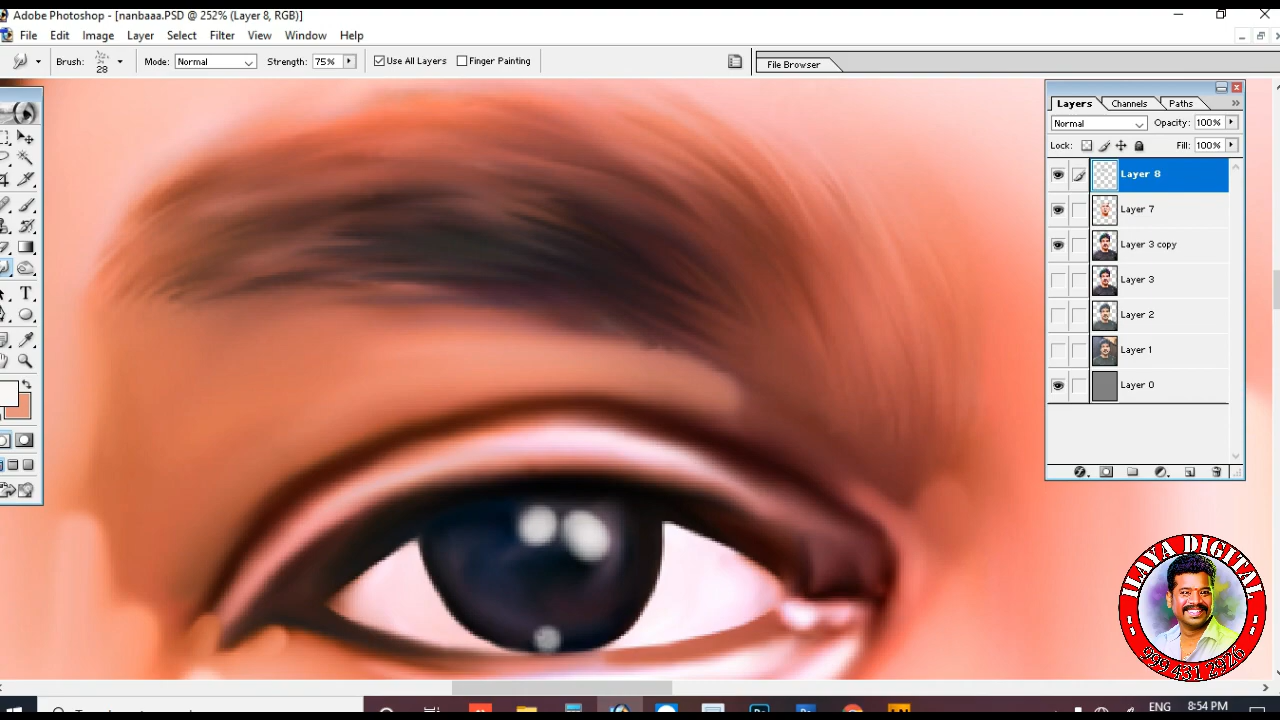 Adobe Photoshop - [nanbaaa.PSD @ 252% (Layer 8, RGB)]
File Edit Image Layer Select Filter View Window Help
Brush: 28 Mode: Normal Strength: 75% Use All Layers Finger Painting File Browser
Layers Channels Paths
Normal Opacity: 100%
Lock: Fill: 100%
Layer 8
Layer 7
Layer 3 copy
Layer 3
Layer 2
Layer 1
Layer 0
T
ILAYA DIGITAL
999 431 2926
ENG 8:54 PM